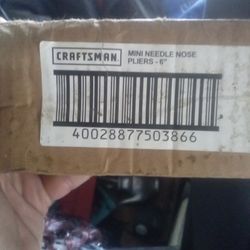 CRAFTSMAN.
MINI NEEDLE NOSE
PLIERS - 6"
40028877503866